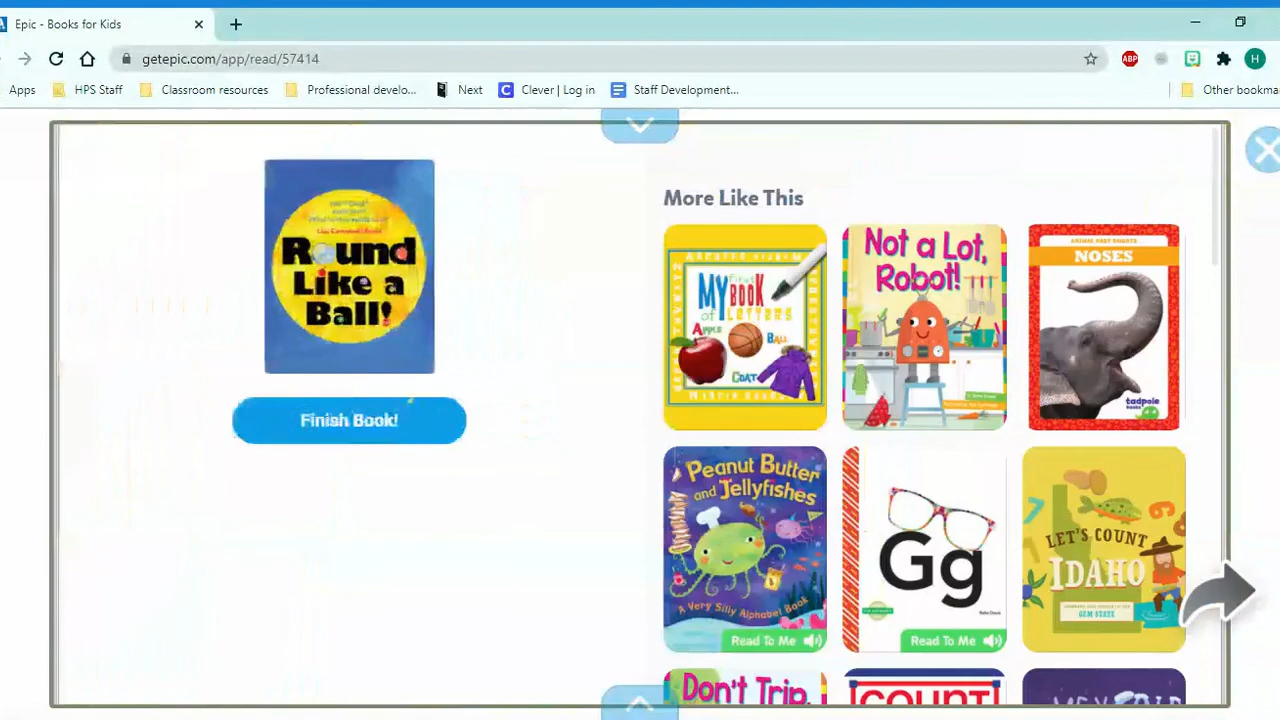 Epic - Books for Kids
getepic.com/app/read/57414
ABP
H
Apps HPS Staff Classroom resources Professional develo... Next Clever | Log in Staff Development... Other bookma
Round
Like a
Ball!
Finish Book!
More Like This
MY first
BOOK
of
LETTERS
APPLE
BALL
COAT
Not a Lot,
Robot!
NOSES
tadpole
books
Peanut Butter
and Jellyfishes
A Very Silly Alphabet Book
Read To Me
Gg
Read To Me
LET'S COUNT
IDAHO
GEM STATE
Don't Trip,
COUNT